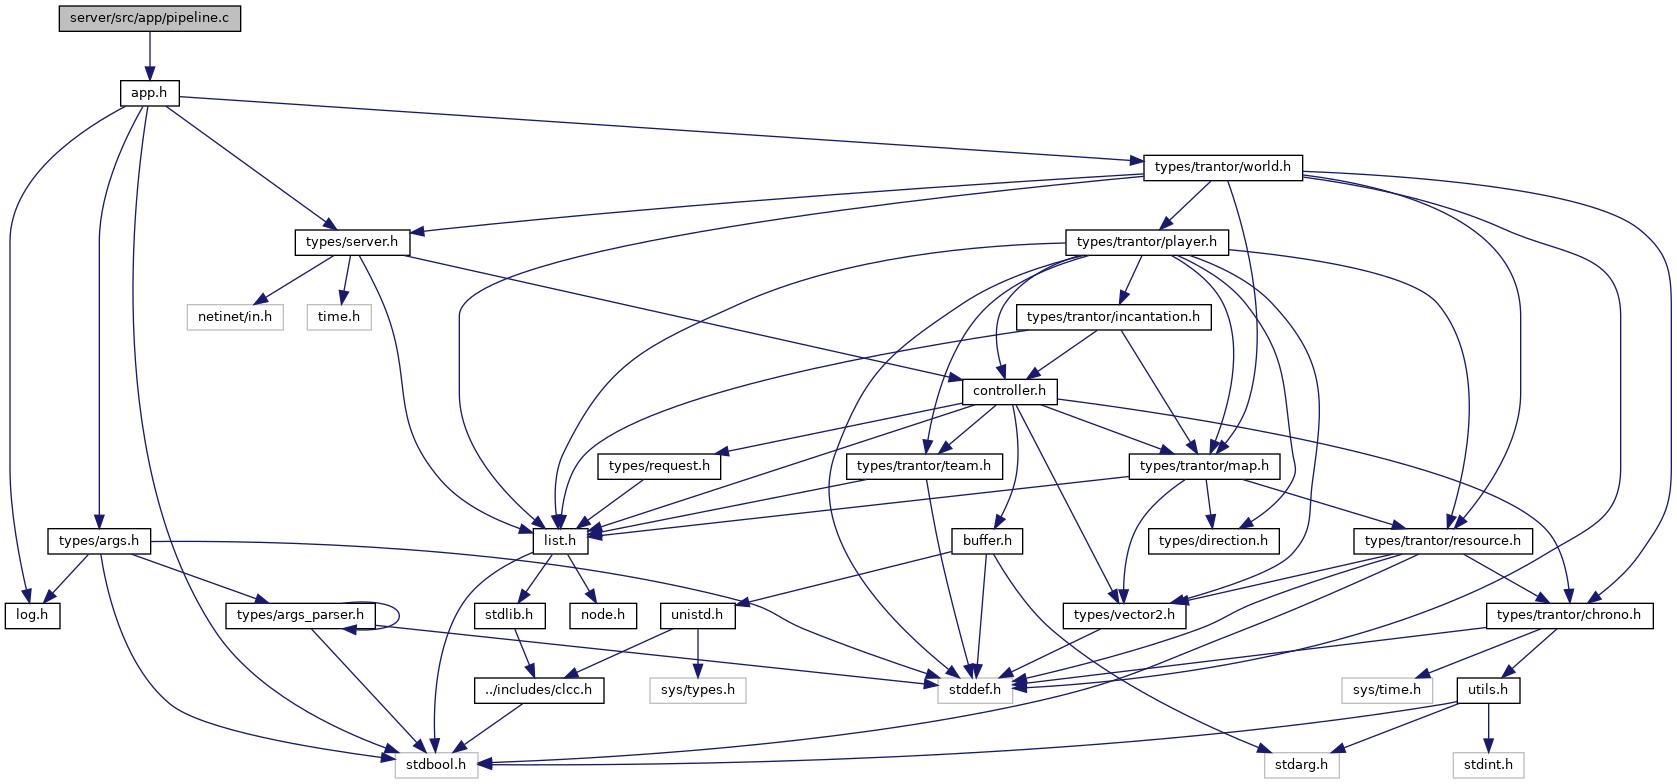 server/src/app/pipeline.c
app.h
types/trantor/world.h
types/server.h
types/trantor/player.h
netinet/in.h
time.h
types/trantor/incantation.h
controller.h
types/request.h
types/trantor/team.h
types/trantor/map.h
types/args.h
list.h
buffer.h
types/direction.h
types/trantor/resource.h
log.h
types/args_parser.h
stdlib.h
node.h
unistd.h
types/vector2.h
types/trantor/chrono.h
../includes/clcc.h
sys/types.h
stddef.h
sys/time.h
utils.h
stdbool.h
stdarg.h
stdint.h